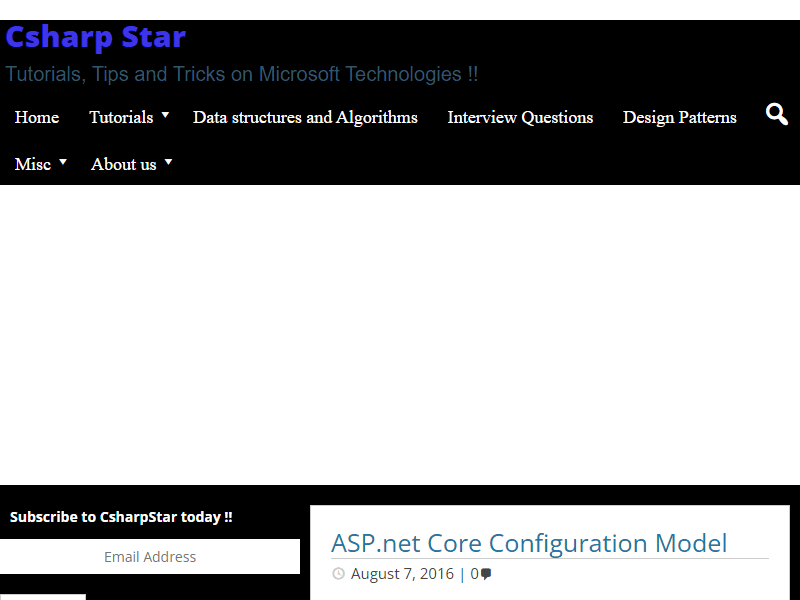 Csharp Star
Tutorials, Tips and Tricks on Microsoft Technologies !!
Home Tutorials Data structures and Algorithms Interview Questions Design Patterns
Misc About us
Subscribe to CsharpStar today !!
Email Address
ASP.net Core Configuration Model
August 7, 2016 | 0